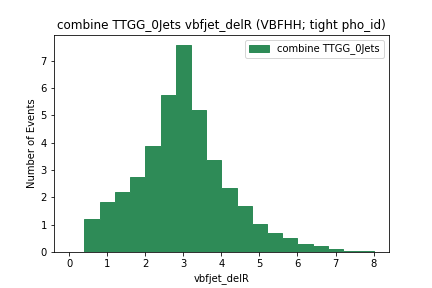 combine TTGG_0Jets vbfjet_delR (VBFHH; tight pho_id)
combine TTGG_0Jets
Number of Events
7
6
5
4
3
2
1
0
0 1 2 3 4 5 6 7 8
vbfjet_delR